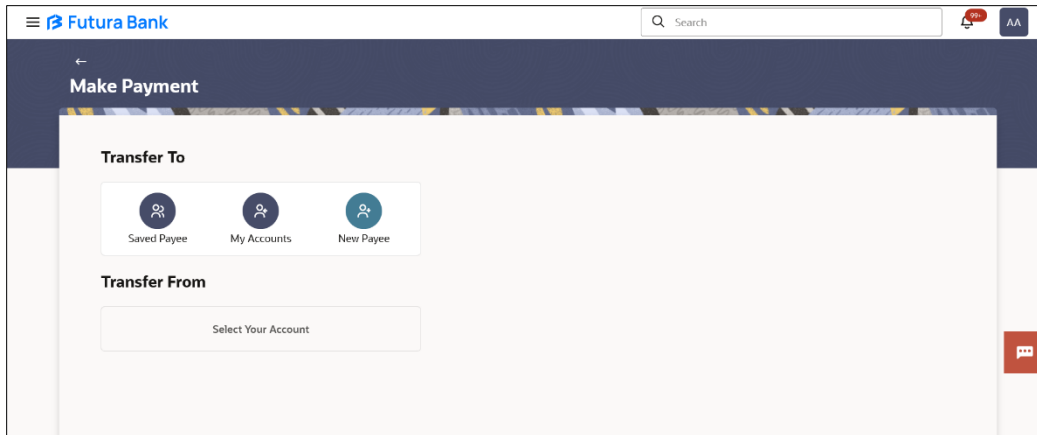 Futura Bank
Search
99+
AA
Make Payment
Transfer To
Saved Payee
My Accounts
New Payee
Transfer From
Select Your Account